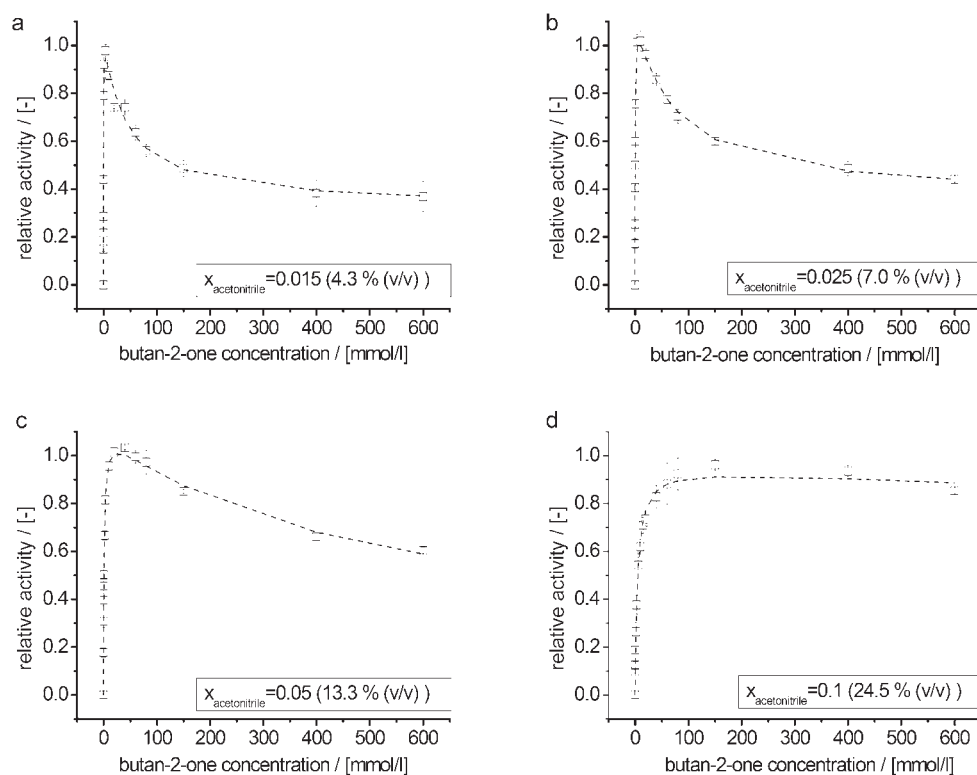 a
relative activity / [-]
1.0
0.8
0.6
0.4
0.2
0.0
x acetonitrile=0.015 (4.3 % (v/v) )
0 100 200 300 400 500 600
butan-2-one concentration / [mmol/l]
b
relative activity / [-]
1.0
0.8
0.6
0.4
0.2
0.0
x acetonitrile=0.025 (7.0 % (v/v) )
0 100 200 300 400 500 600
butan-2-one concentration / [mmol/l]
c
relative activity / [-]
1.0
0.8
0.6
0.4
0.2
0.0
x acetonitrile=0.05 (13.3 % (v/v) )
0 100 200 300 400 500 600
butan-2-one concentration / [mmol/l]
d
relative activity / [-]
1.0
0.8
0.6
0.4
0.2
0.0
x acetonitrile=0.1 (24.5 % (v/v) )
0 100 200 300 400 500 600
butan-2-one concentration / [mmol/l]